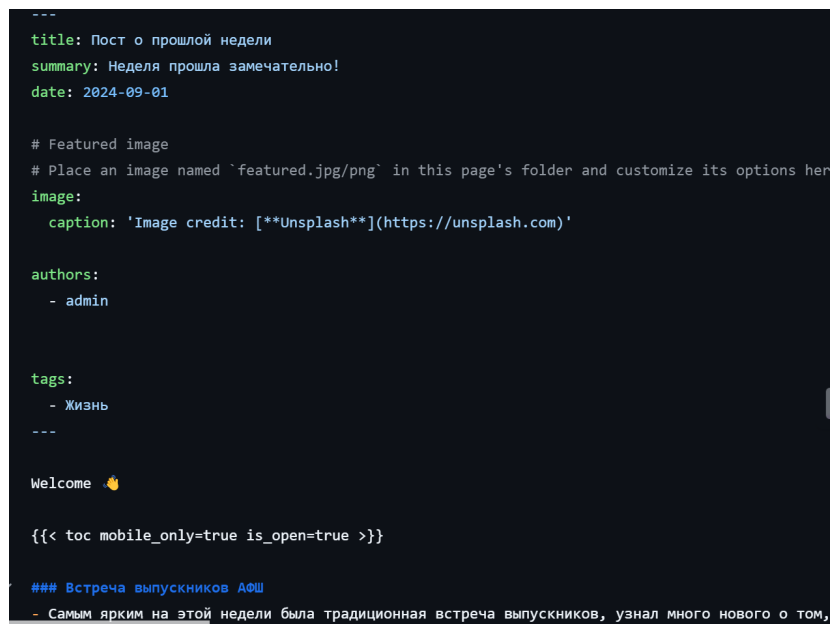 ---
title: Пост о прошлой недели
summary: Неделя прошла замечательно!
date: 2024-09-01
# Featured image
# Place an image named `featured.jpg/png` in this page's folder and customize its options her
image:
  caption: 'Image credit: [**Unsplash**](https://unsplash.com)'
authors:
  - admin
tags:
  - Жизнь
---
Welcome 👋
{{< toc mobile_only=true is_open=true >}}
### Встреча выпускников АФШ
- Самым ярким на этой недели была традиционная встреча выпускников, узнал много нового о том,